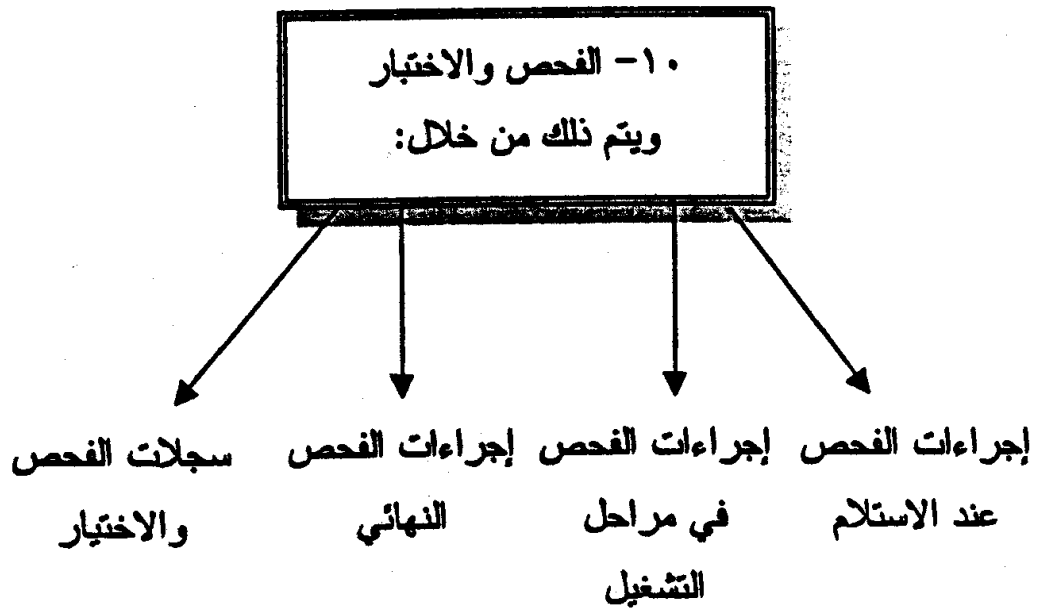 ١٠- الفحص والاختبار
ويتم ذلك من خلال:
إجراءات الفحص
عند الاستلام
إجراءات الفحص
في مراحل
التشغيل
إجراءات الفحص
النهائي
سجلات الفحص
والاختيار